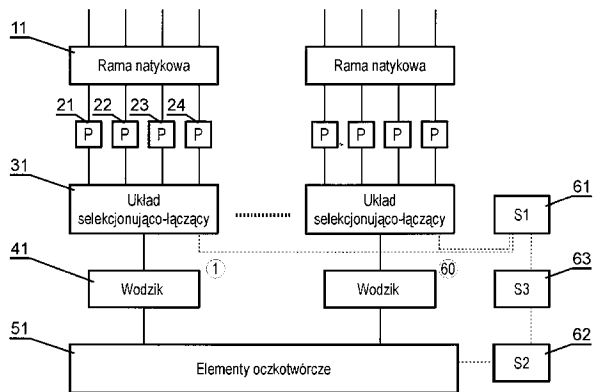 11
Rama natykowa
Rama natykowa
21 22 23 24
P P P P
P P P P
31
Układ
selekcjonująco-łączący
Układ
selekcjonująco-łączący
61
S1
41
Wodzik
1
Wodzik
60
63
S3
51
Elementy oczkotwórcze
62
S2